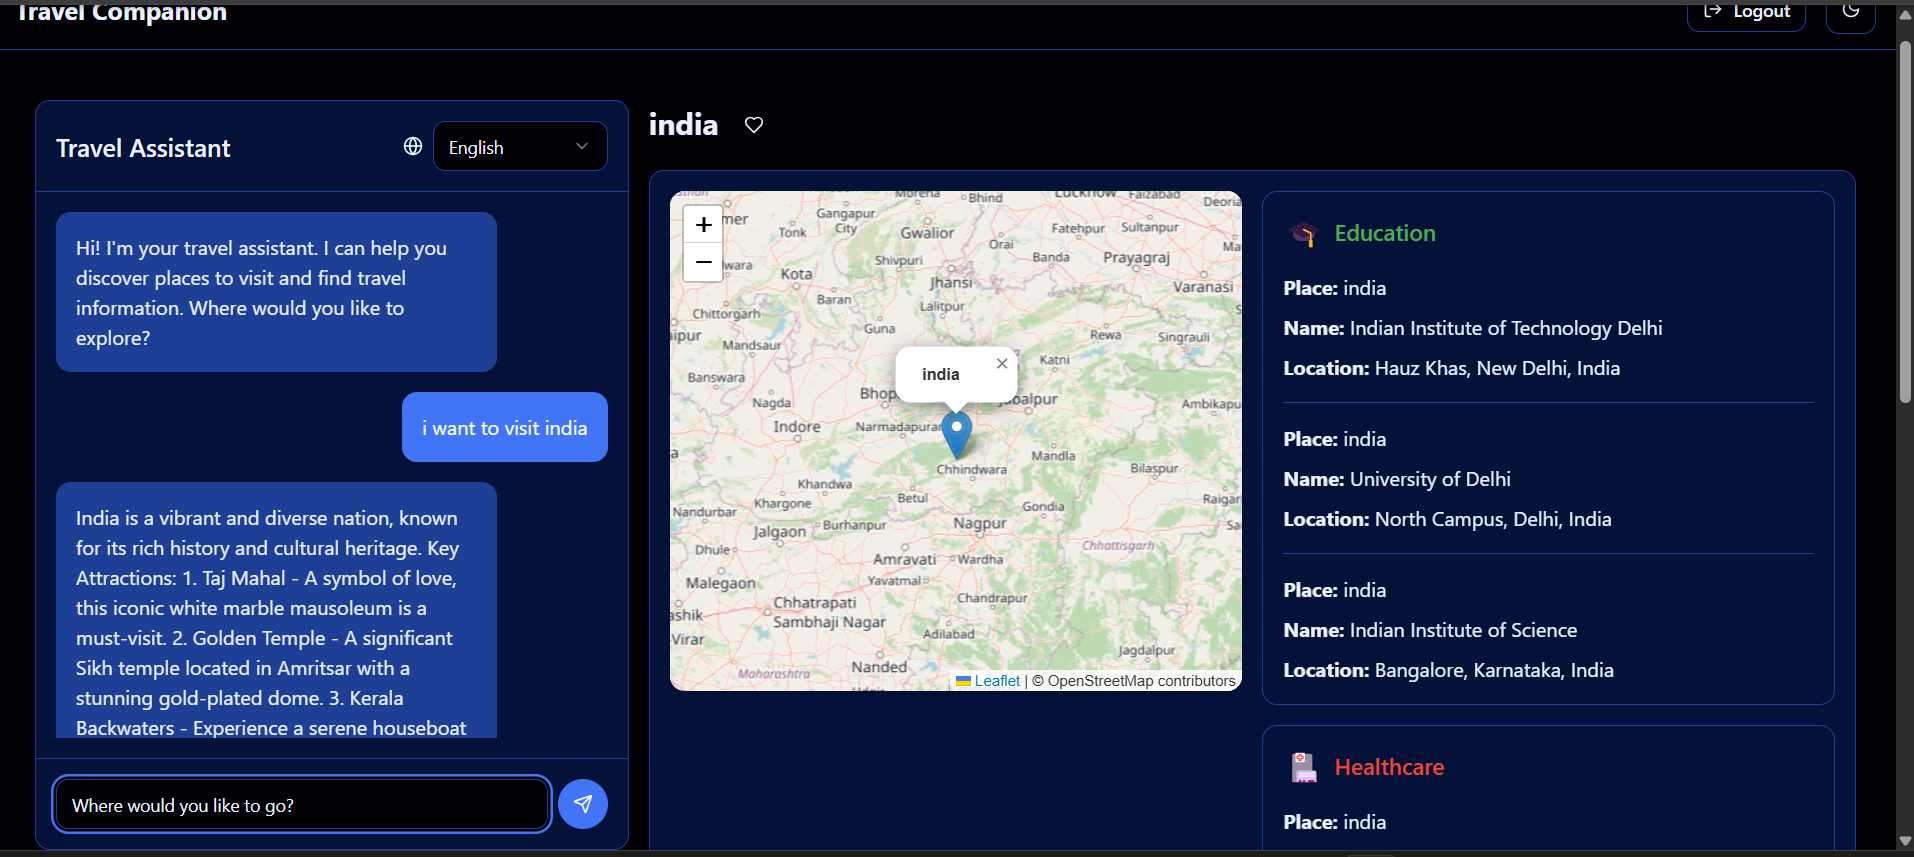 Travel Companion
Logout
Travel Assistant
English
Hi! I'm your travel assistant. I can help you
discover places to visit and find travel
information. Where would you like to
explore?
i want to visit india
India is a vibrant and diverse nation, known
for its rich history and cultural heritage. Key
Attractions: 1. Taj Mahal - A symbol of love,
this iconic white marble mausoleum is a
must-visit. 2. Golden Temple - A significant
Sikh temple located in Amritsar with a
stunning gold-plated dome. 3. Kerala
Backwaters - Experience a serene houseboat
Where would you like to go?
india
+
−
Morena
Bhind
Lucknow
Faizabad
Deoria
mer
Tonk
Gangapur
City
Gwalior
Orai
Fatehpur
Sultanpur
Ma
wara
Kota
Shivpuri
Jhansi
Banda
Prayagraj
Varanasi
Baran
Lalitpur
Chittorgarh
Guna
Rewa
Singrauli
ipur
Mandsaur
Katni
Banswara
india
×
Nagda
Bhop
balpur
Ambikapu
Indore
Narmadapuram
Mandla
Chhindwara
Bilaspur
Khandwa
Betul
Khargone
Gondia
Raigar
Nandurbar
Jalgaon
Burhanpur
Nagpur
Dhule
Amravati
Wardha
Chhattisgarh
Malegaon
Yavatmal
Chandrapur
Chhatrapati
Sambhaji Nagar
ashik
Virar
Adilabad
Jagdalpur
Maharashtra
Nanded
Leaflet | © OpenStreetMap contributors
Education
Place: india
Name: Indian Institute of Technology Delhi
Location: Hauz Khas, New Delhi, India
Place: india
Name: University of Delhi
Location: North Campus, Delhi, India
Place: india
Name: Indian Institute of Science
Location: Bangalore, Karnataka, India
Healthcare
Place: india